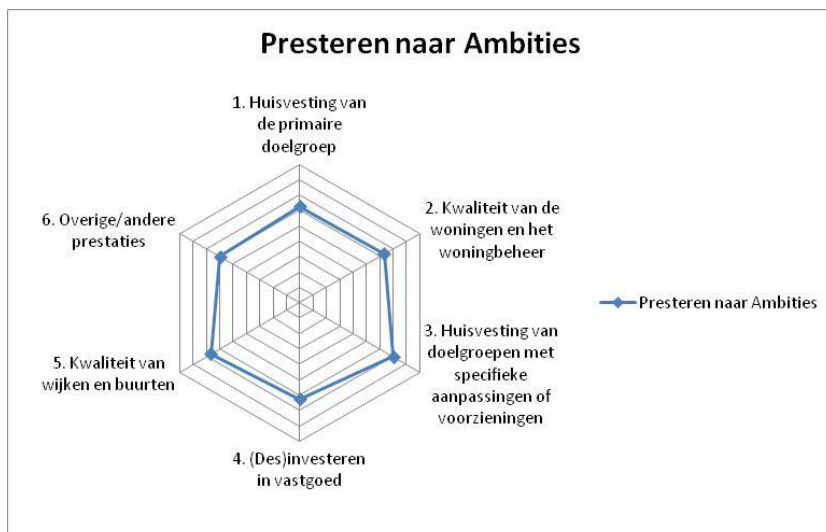 Presteren naar Ambities
1. Huisvesting van
de primaire
doelgroep
2. Kwaliteit van de
woningen en het
woningbeheer
3. Huisvesting van
doelgroepen met
specifieke
aanpassingen of
voorzieningen
4. (Des)investeren
in vastgoed
5. Kwaliteit van
wijken en buurten
6. Overige/andere
prestaties
Presteren naar Ambities